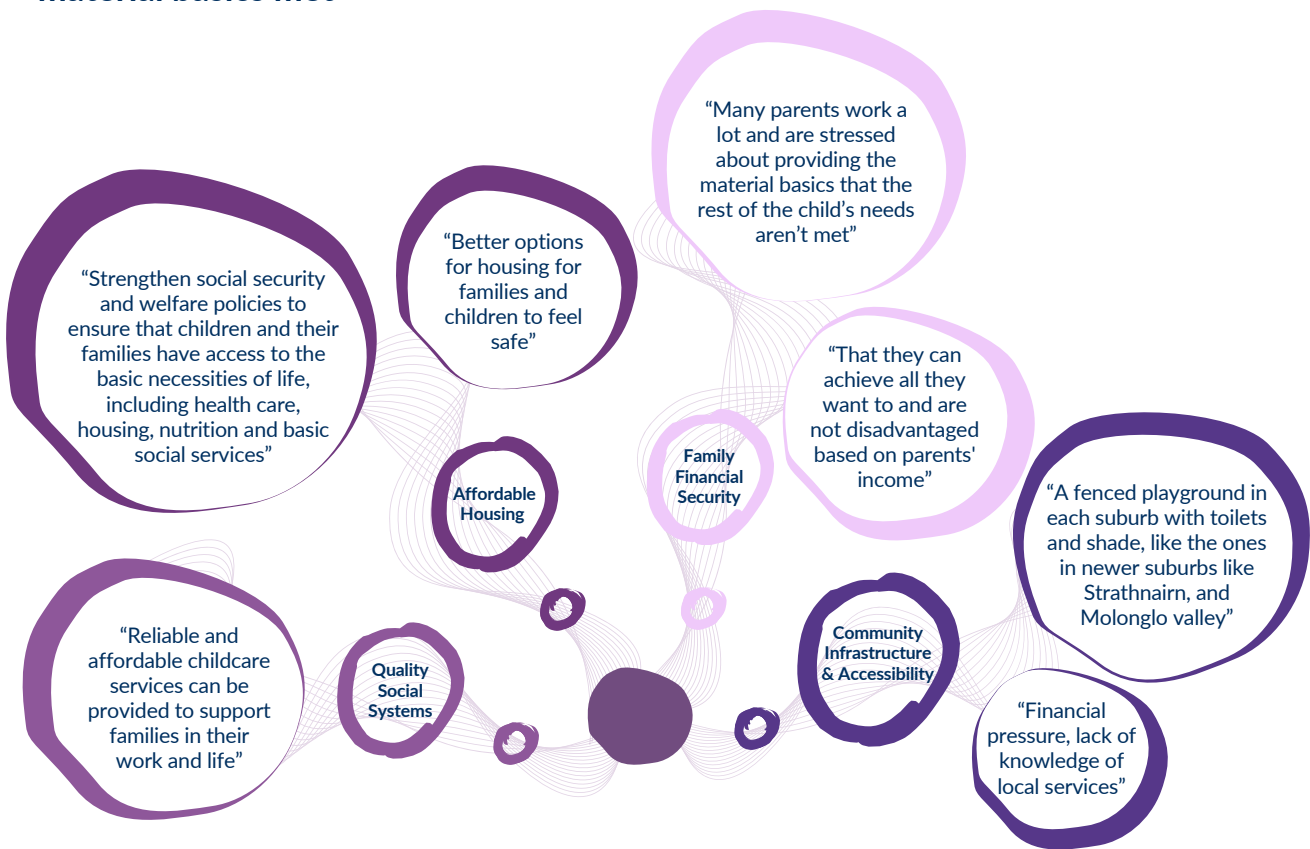 material basics met
“Many parents work a
lot and are stressed
about providing the
material basics that the
rest of the child’s needs
aren’t met”
“Better options
for housing for
families and
children to feel
safe”
“Strengthen social security
and welfare policies to
ensure that children and their
families have access to the
basic necessities of life,
including health care,
housing, nutrition and basic
social services”
“That they can
achieve all they
want to and are
not disadvantaged
based on parents'
income”
Family
Financial
Security
Affordable
Housing
“A fenced playground in
each suburb with toilets
and shade, like the ones
in newer suburbs like
Strathnairn, and
Molonglo valley”
“Reliable and
affordable childcare
services can be
provided to support
families in their
work and life”
Quality
Social
Systems
Community
Infrastructure
& Accessibility
“Financial
pressure, lack of
knowledge of
local services”